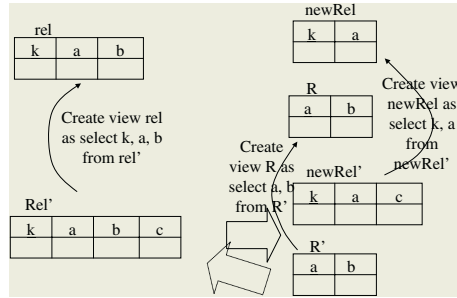 rel
k a b
Create view rel
as select k, a, b
from rel’
Rel’
k a b c
newRel
k a
R
a b
Create view
newRel as
select k, a
from
newRel’
Create
view R as
select a, b
from R’
newRel’
k a c
R’
a b